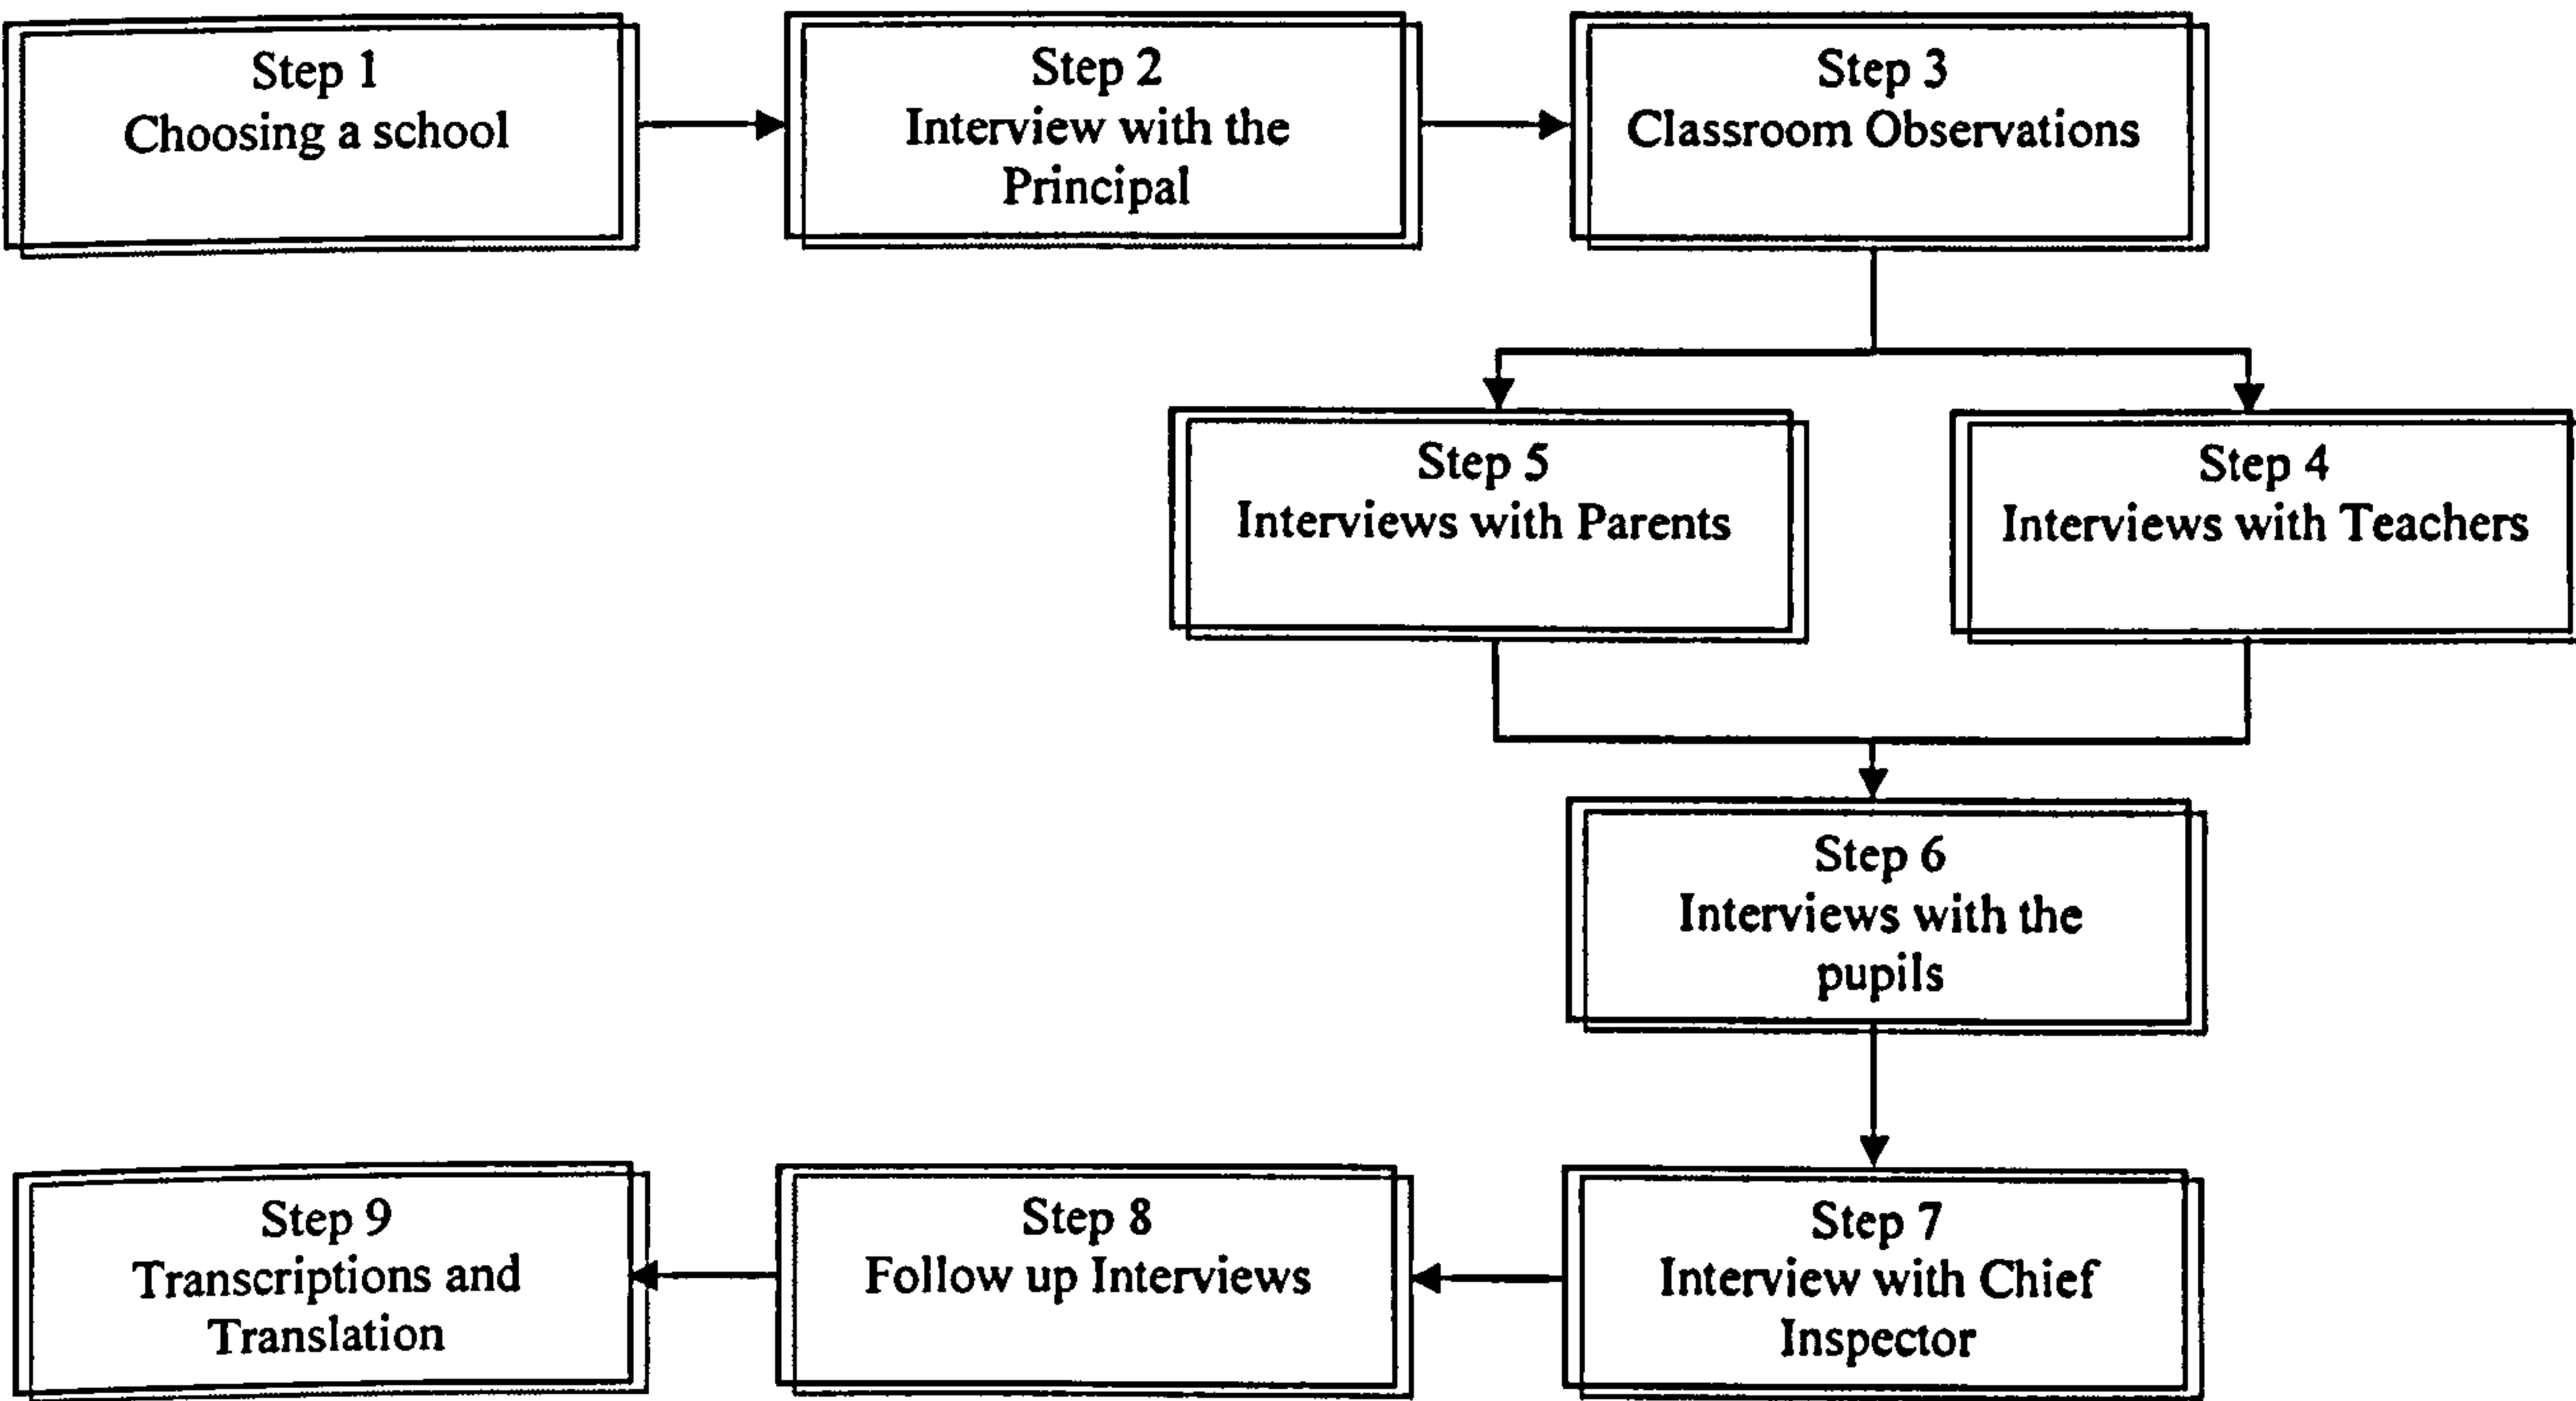 Step 1
Choosing a school
Step 2
Interview with the
Principal
Step 3
Classroom Observations
Step 5
Interviews with Parents
Step 4
Interviews with Teachers
Step 6
Interviews with the
pupils
Step 9
Transcriptions and
Translation
Step 8
Follow up Interviews
Step 7
Interview with Chief
Inspector